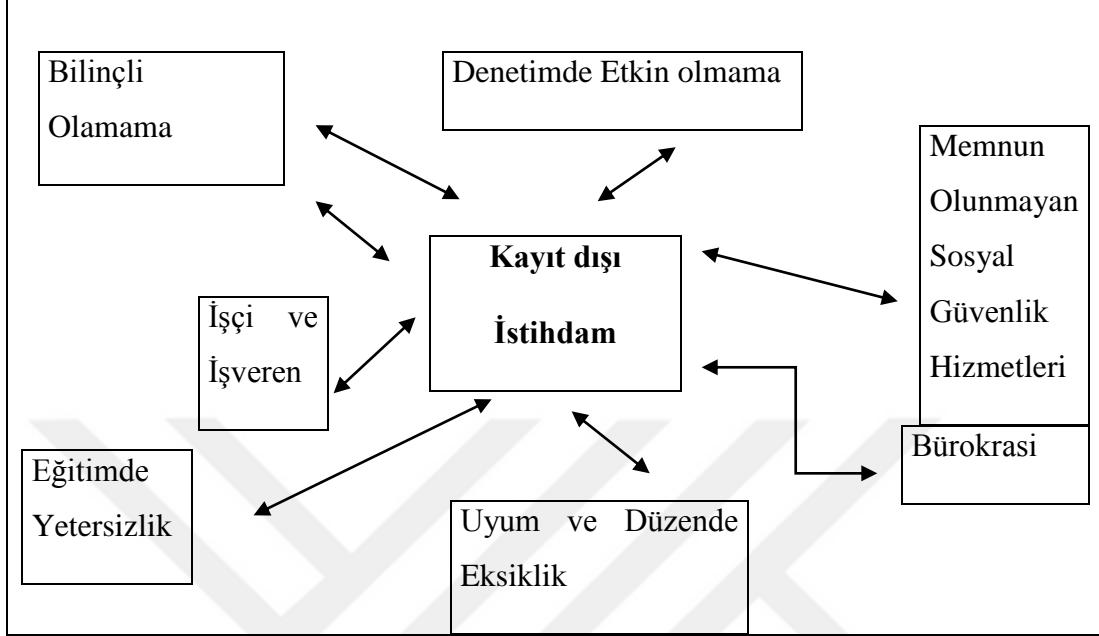 Bilinçli
Olamama
Denetimde Etkin olmama
Memnun
Olunmayan
Sosyal
Güvenlik
Hizmetleri
Kayıt dışı
İstihdam
İşçi ve
İşveren
Bürokrasi
Eğitimde
Yetersizlik
Uyum ve Düzende
Eksiklik